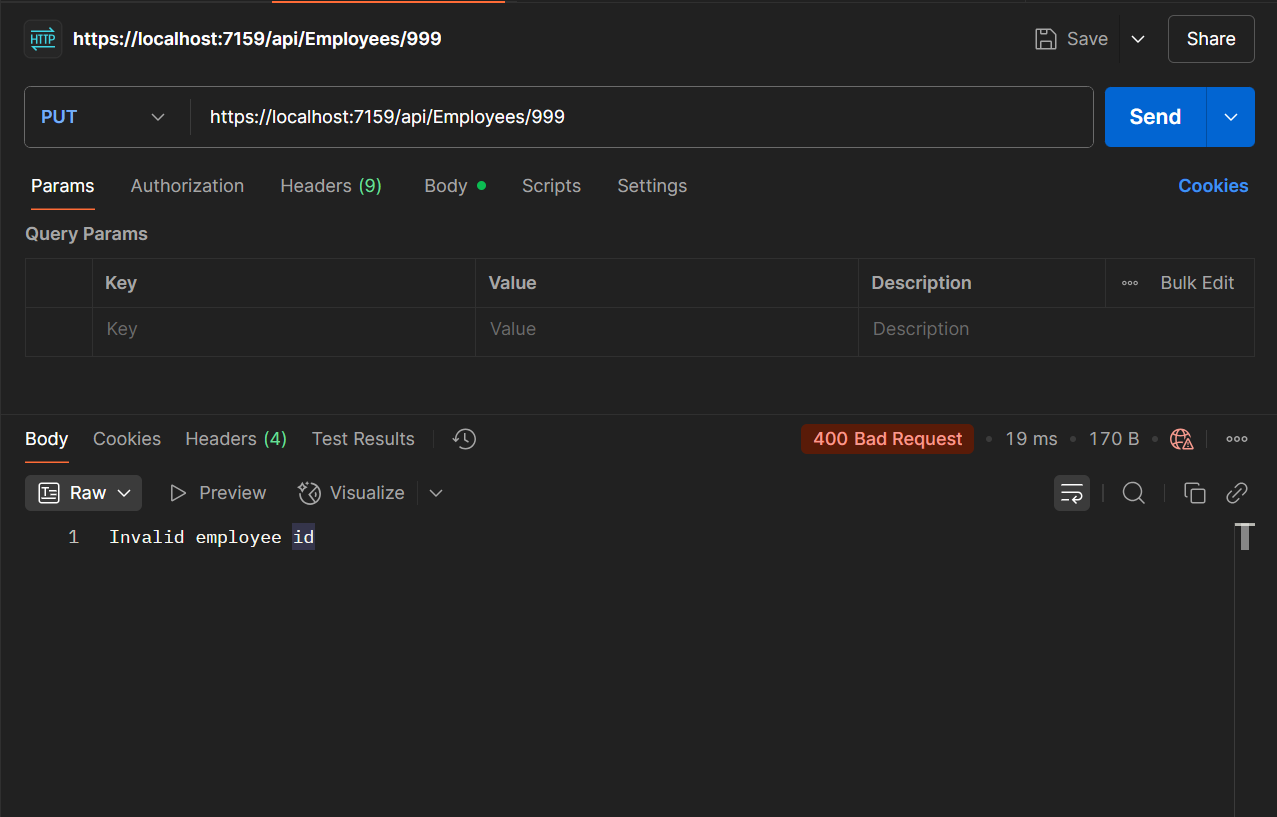 HTTP https://localhost:7159/api/Employees/999 Save Share
PUT https://localhost:7159/api/Employees/999 Send
Params Authorization Headers (9) Body Scripts Settings Cookies
Query Params
Key Value Description Bulk Edit
Key Value Description
Body Cookies Headers (4) Test Results 400 Bad Request 19 ms 170 B
Raw Preview Visualize
1 Invalid employee id